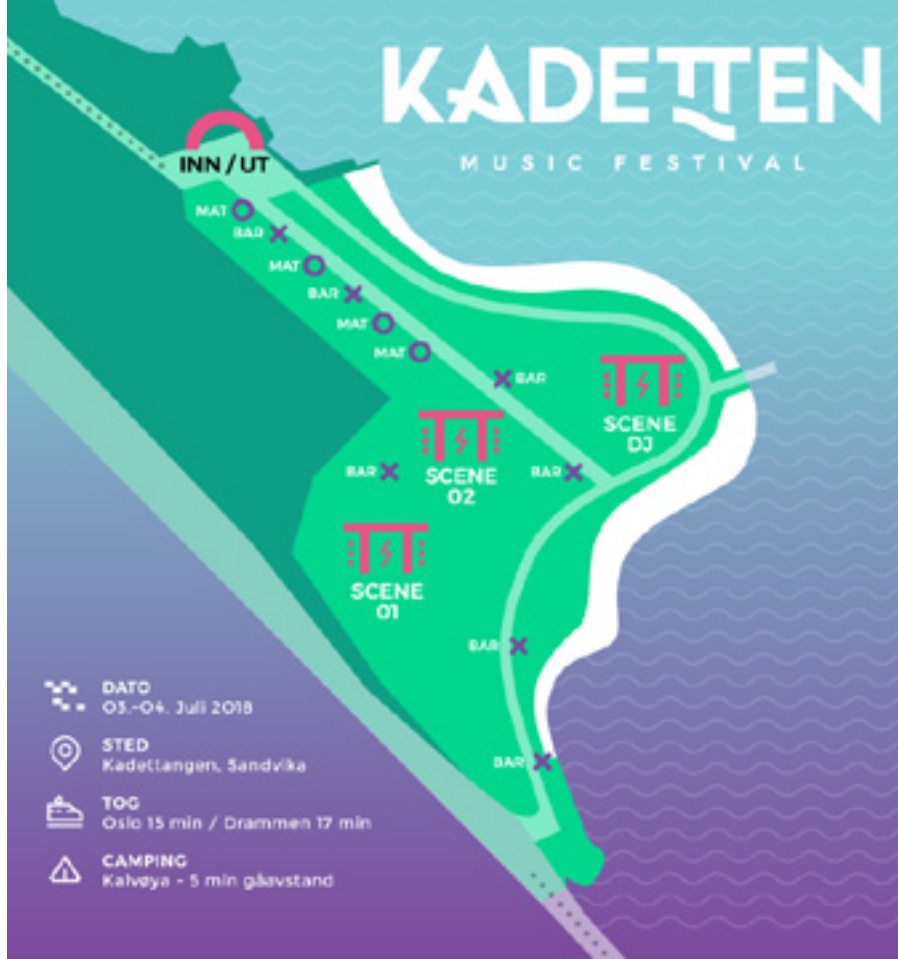 KADETTEN
MUSIC FESTIVAL
INN / UT
MAT
BAR
MAT
BAR
MAT
MAT
BAR
SCENE
DJ
SCENE
02
BAR
BAR
SCENE
01
BAR
BAR
DATO
03.-04. Juli 2018
STED
Kadettangen, Sandvika
TOG
Oslo 15 min / Drammen 17 min
CAMPING
Kalvøya - 5 min gåavstand